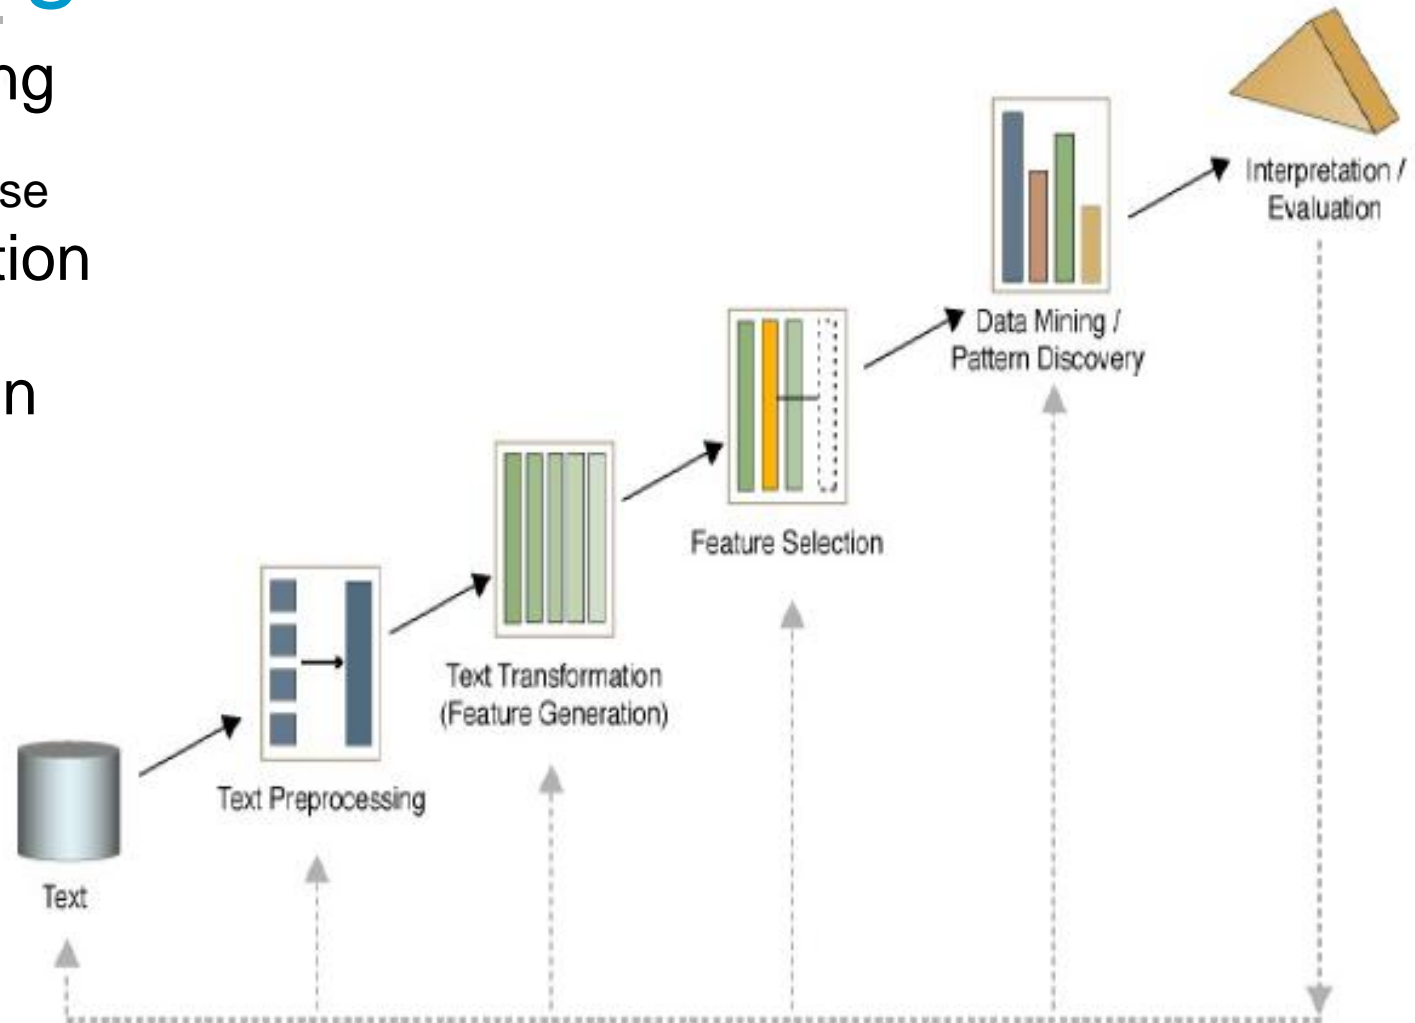 g
ng
se
tion
n
Interpretation /
Evaluation
Data Mining /
Pattern Discovery
Feature Selection
Text Transformation
(Feature Generation)
Text Preprocessing
Text